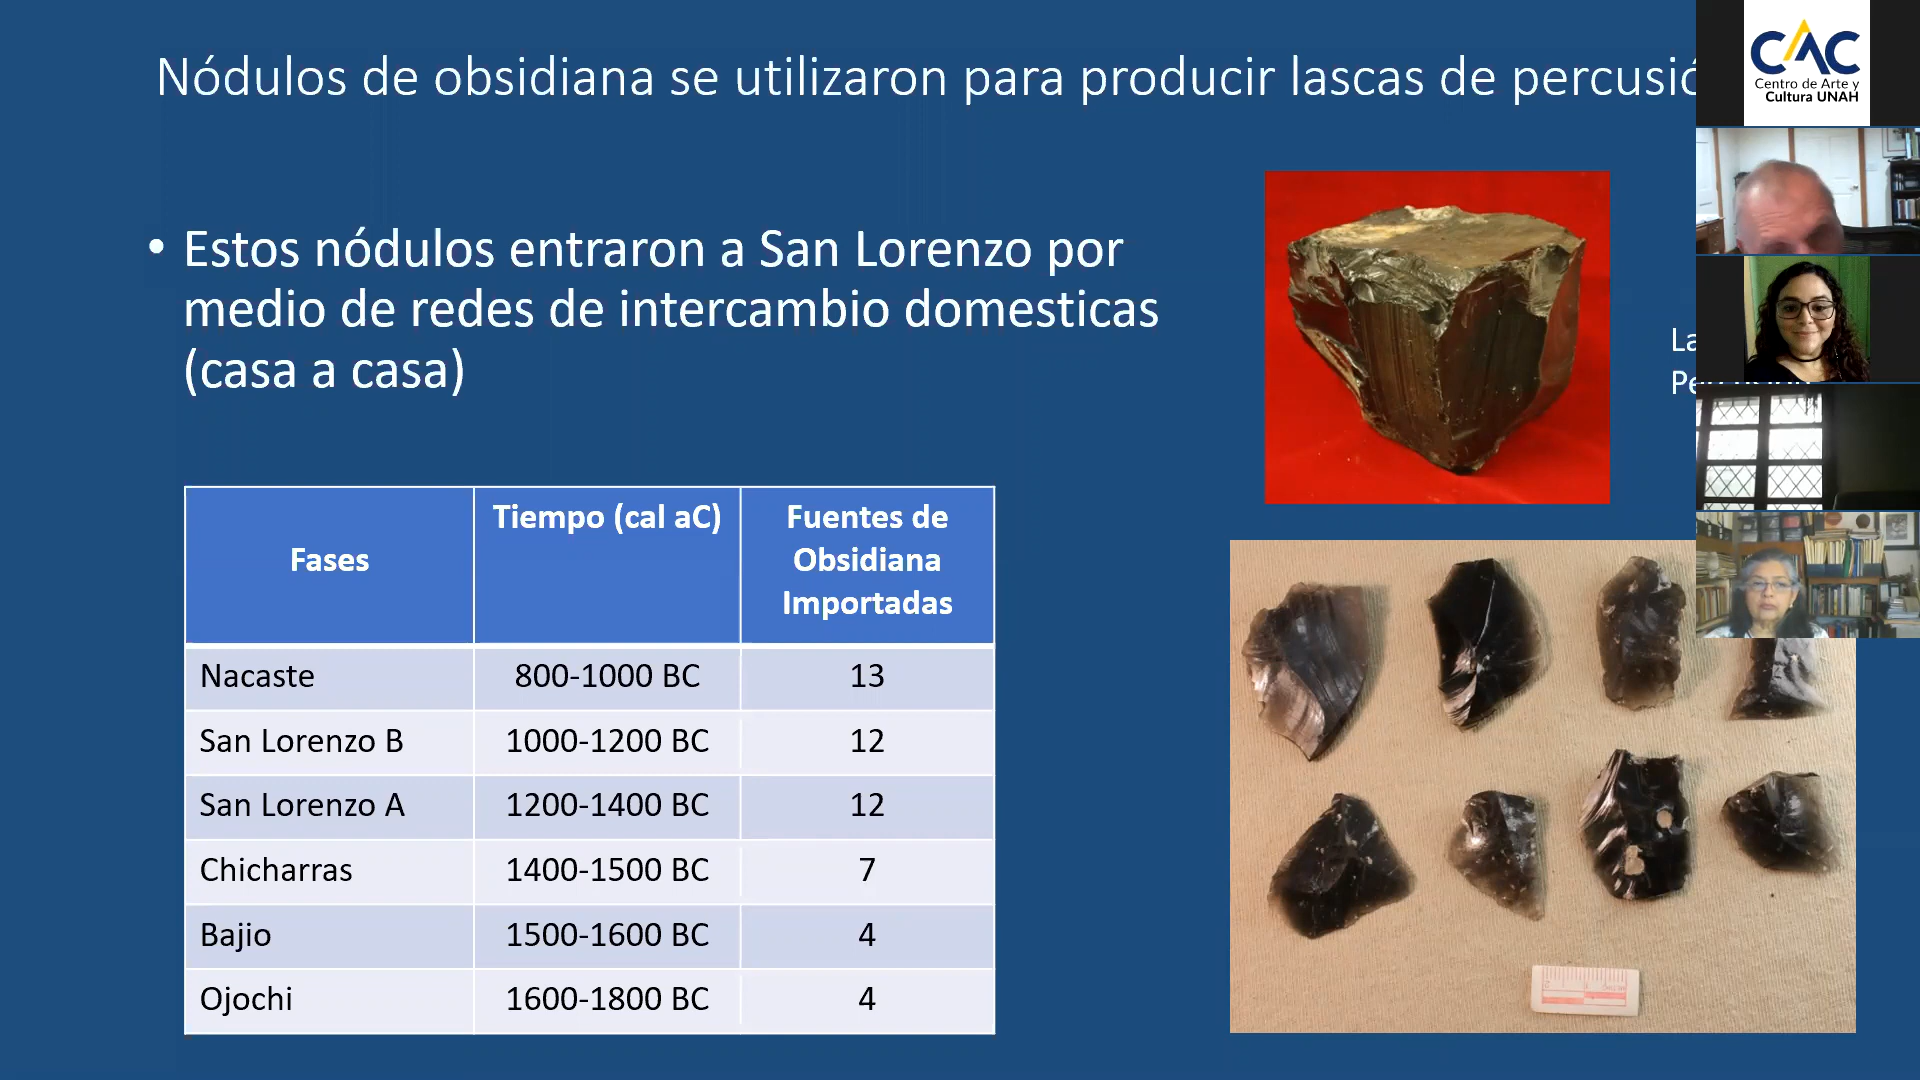 Nódulos de obsidiana se utilizaron para producir lascas de percusió
• Estos nódulos entraron a San Lorenzo por
medio de redes de intercambio domesticas
(casa a casa)
Fases
Tiempo (cal aC)
Fuentes de
Obsidiana
Importadas
Nacaste 800-1000 BC 13
San Lorenzo B 1000-1200 BC 12
San Lorenzo A 1200-1400 BC 12
Chicharras 1400-1500 BC 7
Bajio 1500-1600 BC 4
Ojochi 1600-1800 BC 4
CAC
Centro de Arte y
Cultura UNAH